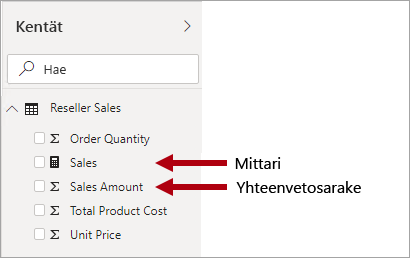 Kentät
Hae
Reseller Sales
Order Quantity
Sales
Mittari
Sales Amount
Yhteenvetosarake
Total Product Cost
Unit Price